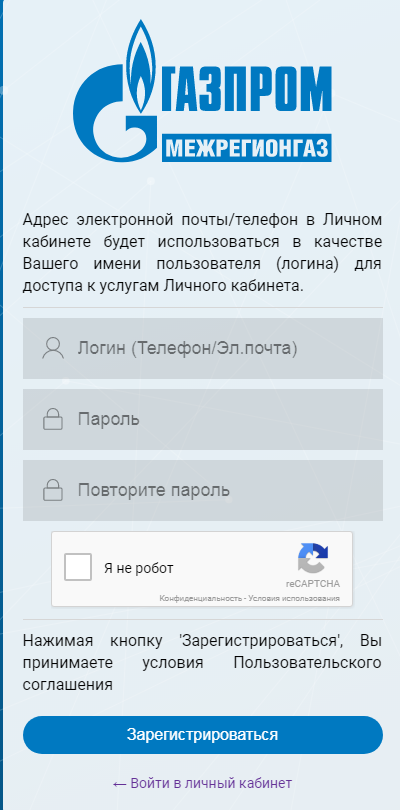 ГАЗПРОМ
МЕЖРЕГИОНГАЗ
Адрес электронной почты/телефон в Личном
кабинете будет использоваться в качестве
Вашего имени пользователя (логина) для
доступа к услугам Личного кабинета.
Логин (Телефон/Эл.почта)
Пароль
Повторите пароль
Я не робот
reCAPTCHA
Конфиденциальность - Условия использования
Нажимая кнопку 'Зарегистрироваться', Вы
принимаете условия Пользовательского
соглашения
Зарегистрироваться
← Войти в личный кабинет